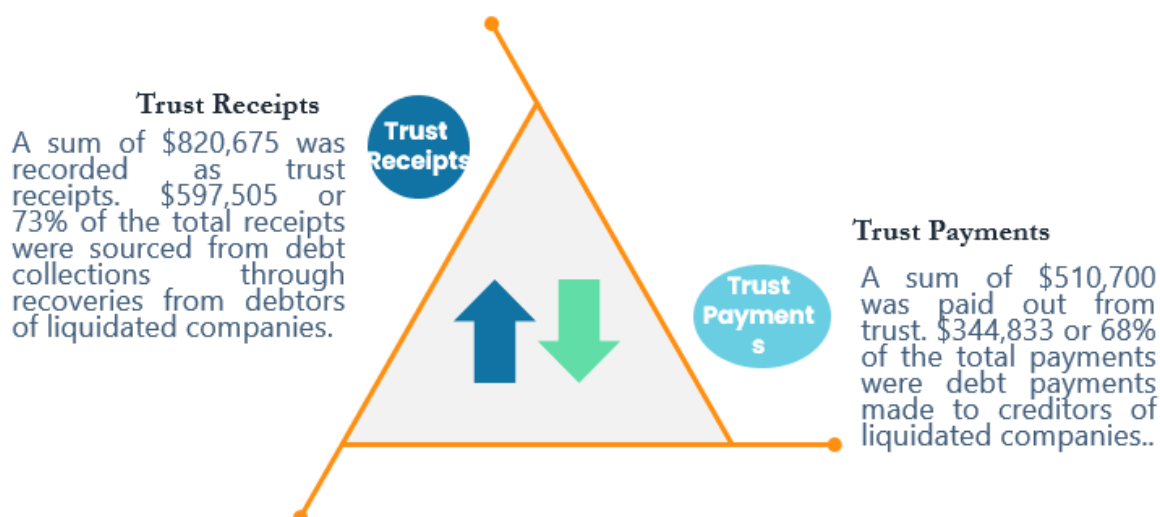 Trust Receipts
A sum of $820,675 was
recorded as trust
receipts. $597,505 or
73% of the total receipts
were sourced from debt
collections through
recoveries from debtors
of liquidated companies.
Trust
Receipts
Trust
Payment
s
Trust Payments
A sum of $510,700
was paid out from
trust. $344,833 or 68%
of the total payments
were debt payments
made to creditors of
liquidated companies..